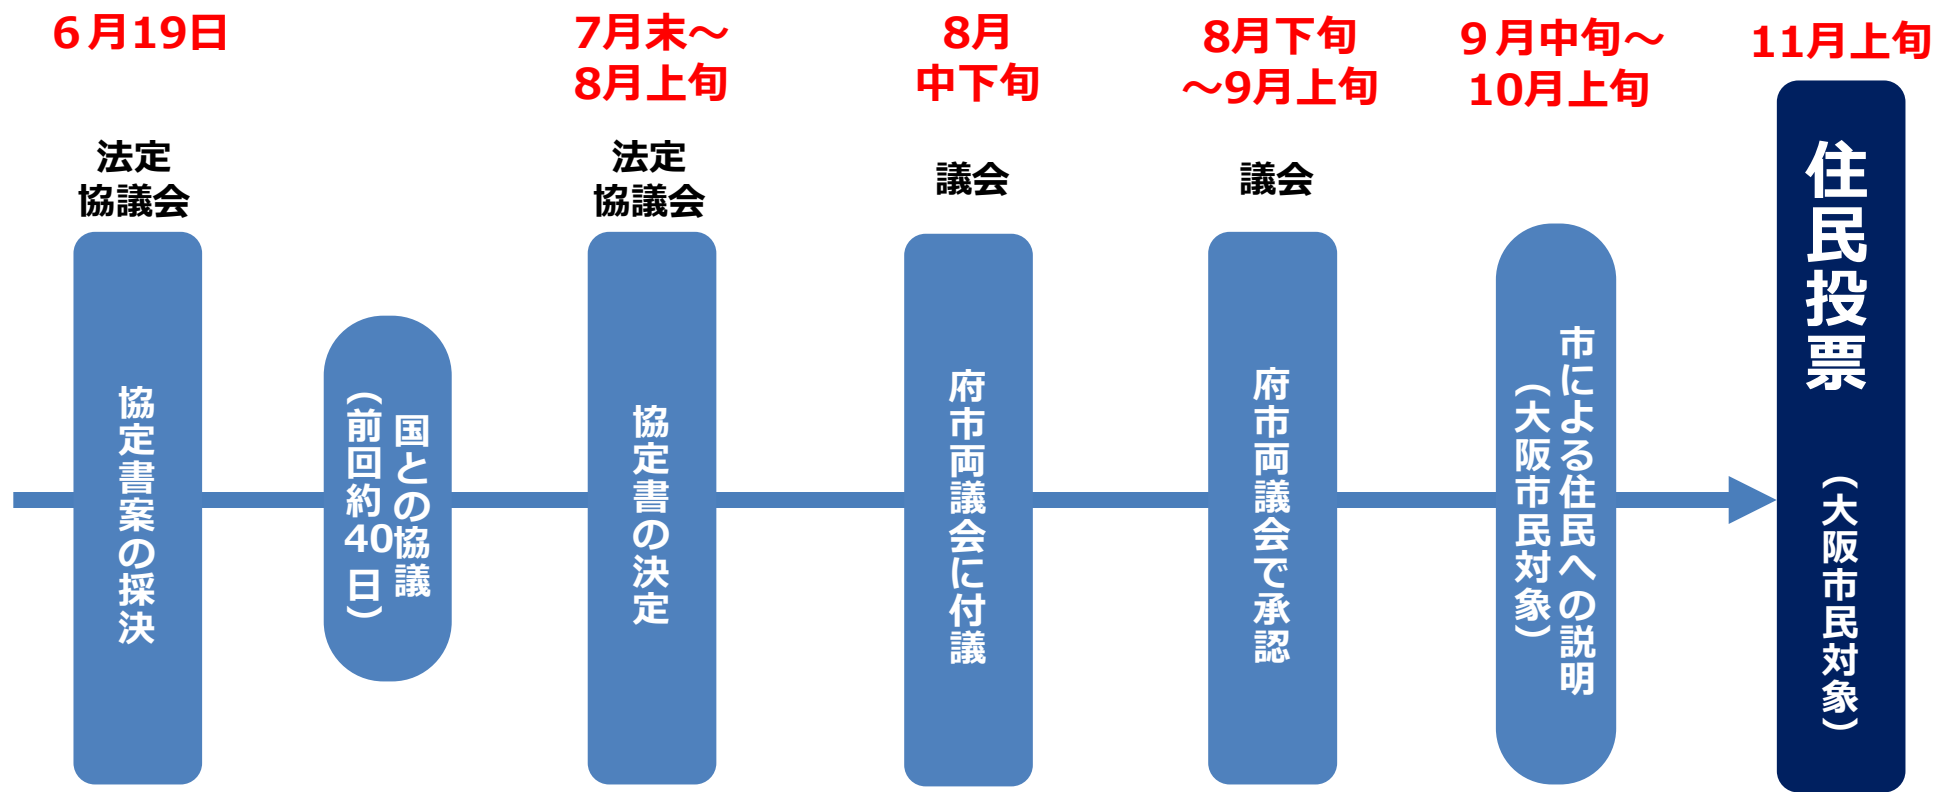 ６月19日
法定
協議会
協定書案の採決
国との協議
（前回約40日）
7月末～
8月上旬
法定
協議会
協定書の決定
8月
中下旬
議会
府市両議会に付議
8月下旬
～9月上旬
議会
府市両議会で承認
９月中旬～
10月上旬
市による住民への説明
（大阪市民対象）
11月上旬
住民投票
（大阪市民対象）